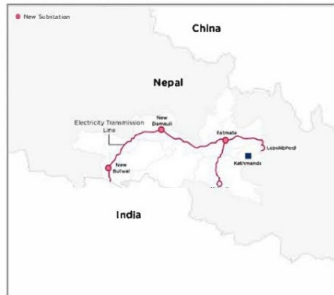 New Substation
China
Nepal
Electricity Transmission
Line
New
Damauli
Ratmate
Lapsiphedi
Kathmandu
New
Butwal
India